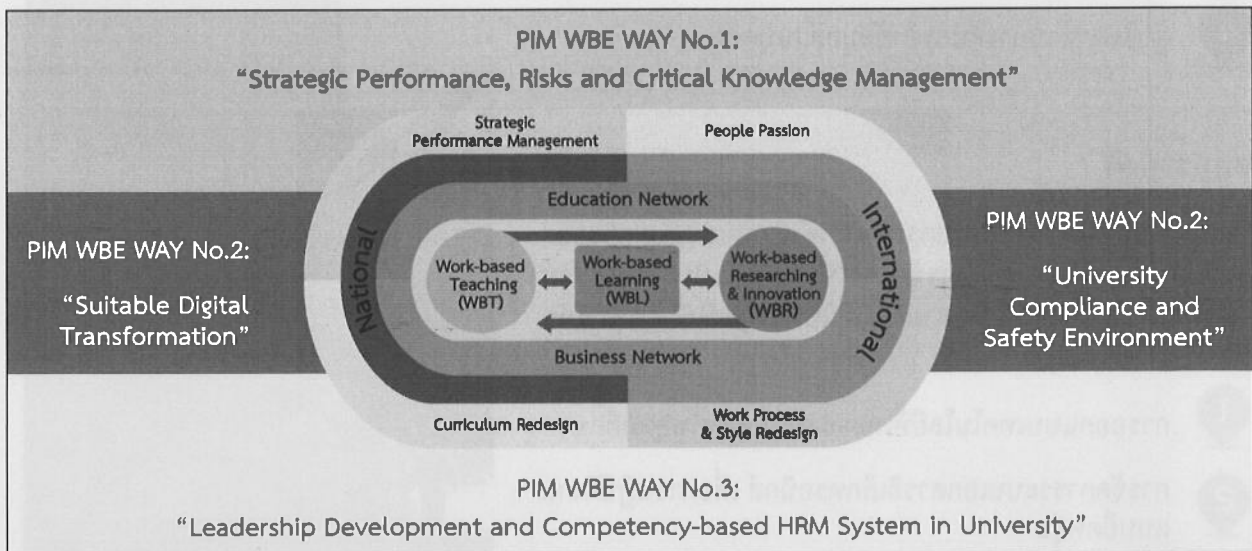 PIM WBE WAY No.1:
“Strategic Performance, Risks and Critical Knowledge Management”
Strategic
Performance Management
People Passion
PIM WBE WAY No.2:
“Suitable Digital
Transformation”
National
Education Network
Work-based
Teaching
(WBT)
Work-based
Learning
(WBL)
Work-based
Researching
& Innovation
(WBR)
Business Network
International
PIM WBE WAY No.2:
“University
Compliance and
Safety Environment”
Curriculum Redesign
Work Process
& Style Redesign
PIM WBE WAY No.3:
“Leadership Development and Competency-based HRM System in University”